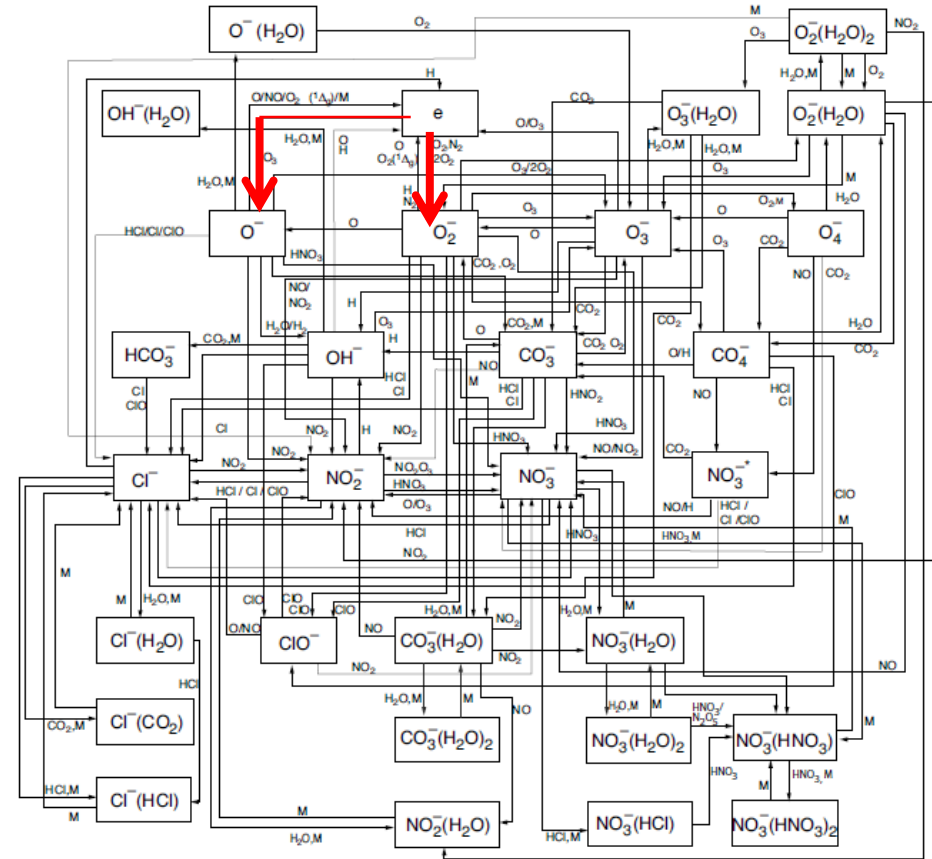 M
O⁻(H₂O)
O₂
O₂⁻(H₂O)₂
NO₂
O₃
H
H₂O,M
M
O₂
O/NO/O₂ (¹Δg)/M
CO₂
OH⁻(H₂O)
e
O₃⁻(H₂O)
O₂⁻(H₂O)
O/O₃
O
H
O
O₂,N₂
H₂O,M
O₂(¹Δg)
2O₂
H₂O,M
H₂O,M
O₃
O₃/2O₂
O₃
M
H₂O,M
H
N₂
O₂,M
H₂O
O⁻
O₂⁻
O₃⁻
O₄⁻
O
O₃
O
O
HCl/Cl/ClO
HNO₃
CO₂,O₂
O₃
CO₂
NO
CO₂
NO/
NO₂
H
CO₂
H₂O/H₂
O₃
CO₂,M
O
CO₂
CO₂ O₂
H₂O
CO₂
HCO₃⁻
CO₂,M
OH⁻
H
CO₃⁻
O/H
CO₄⁻
NO
HCl
Cl
M
HCl
Cl
HNO₂
NO
HCl
Cl
Cl
ClO
Cl
NO₂
NO₂
H
NO₂
HNO₃
HNO₃
NO/NO₂
CO₂
Cl⁻
NO₂
NO₂⁻
NO₂O₃
HNO₃
O/O₃
NO₃⁻
NO₃⁻*
HCl / Cl / ClO
HCl
NO/H
HCl /
Cl /ClO
ClO
NO₂
HNO₃
HNO₃,M
M
M
M
H₂O,M
ClO
ClO
ClO
ClO
H₂O,M
NO₂
H₂O,M
M
O/NO
Cl⁻(H₂O)
ClO⁻
NO
CO₃⁻(H₂O)
NO₂
NO₃⁻(H₂O)
NO₂
NO
HCl
H₂O,M
M
NO
H₂O,M
M
HNO₃/
N₂O₅
M
Cl⁻(CO₂)
CO₂,M
CO₃⁻(H₂O)₂
NO₃⁻(H₂O)₂
NO₃⁻(HNO₃)
HNO₃
HNO₃,M
M
HCl,M
M
Cl⁻(HCl)
M
H₂O,M
NO₂⁻(H₂O)
HCl,M
NO₃⁻(HCl)
NO₃⁻(HNO₃)₂